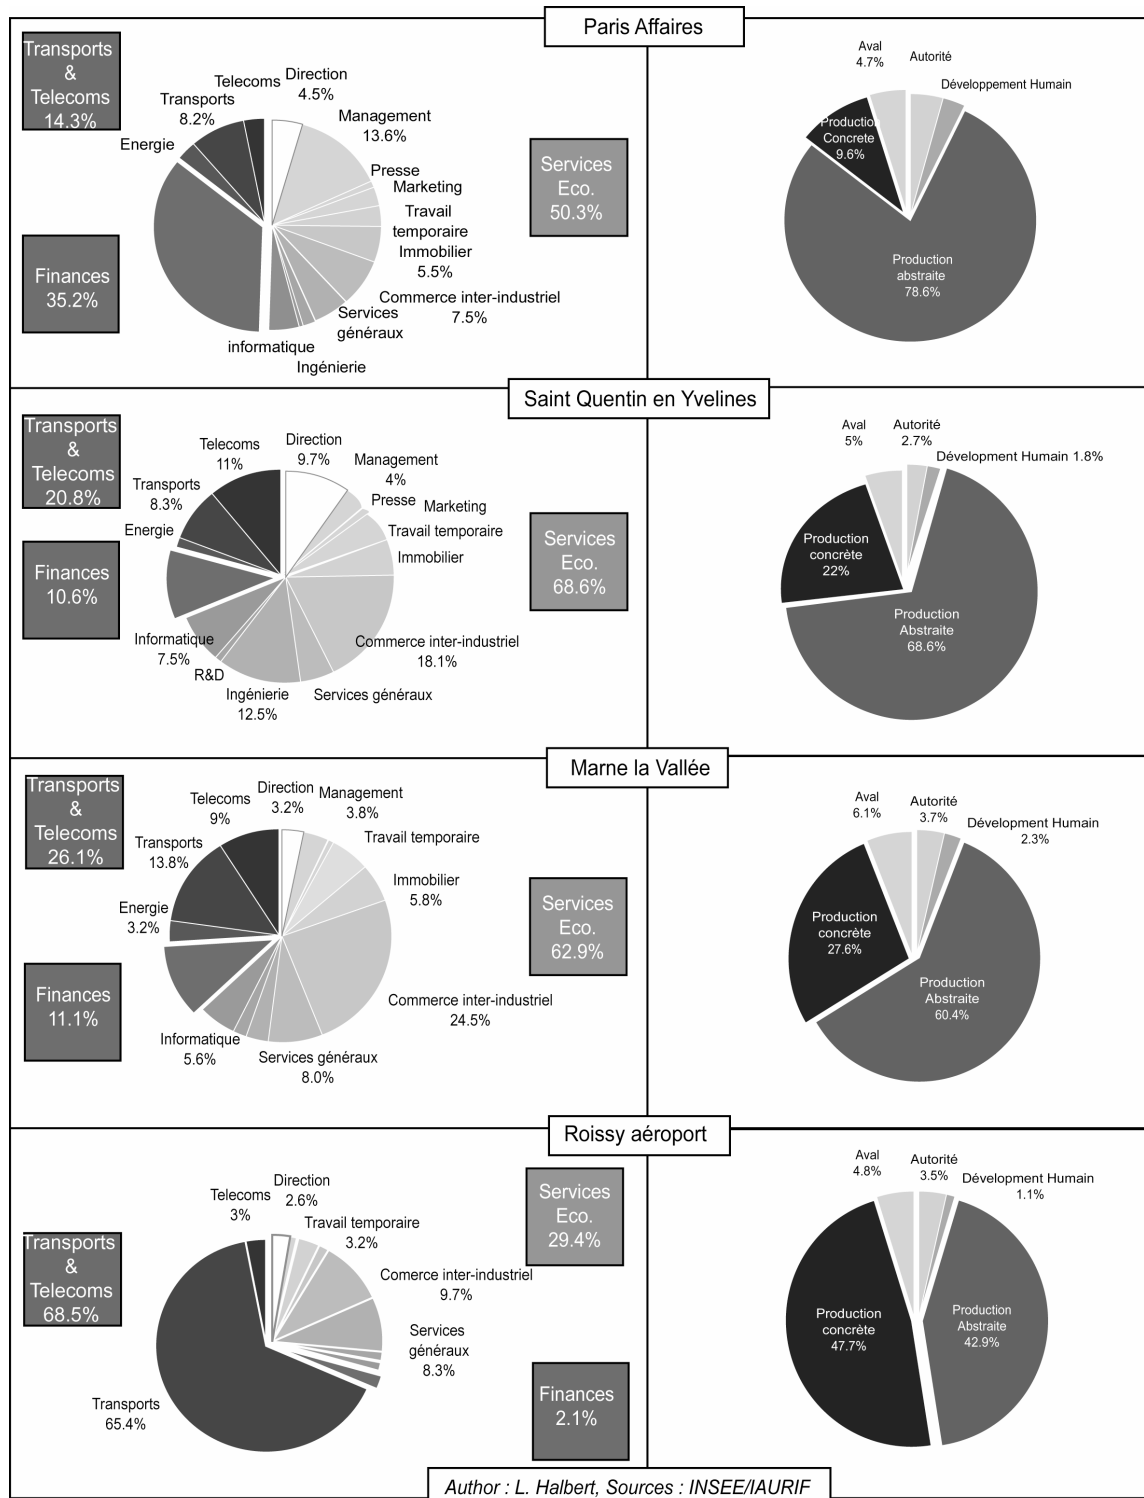 Paris Affaires
Transports
&
Telecoms
14.3%
Finances
35.2%
Services
Eco.
50.3%
Telecoms
Direction
4.5%
Transports
8.2%
Management
13.6%
Energie
Presse
Marketing
Travail
temporaire
Immobilier
5.5%
Commerce inter-industriel
7.5%
Services
généraux
informatique
Ingénierie
Aval
4.7%
Autorité
Développement Humain
Production
Concrete
9.6%
Production
abstraite
78.6%
Saint Quentin en Yvelines
Transports
&
Telecoms
20.8%
Finances
10.6%
Services
Eco.
68.6%
Telecoms
11%
Direction
9.7%
Management
4%
Transports
8.3%
Presse
Marketing
Energie
Travail temporaire
Immobilier
Commerce inter-industriel
18.1%
Informatique
7.5%
R&D
Ingénierie
12.5%
Services généraux
Aval
5%
Autorité
2.7%
Dévelopment Humain 1.8%
Production
concrète
22%
Production
Abstraite
68.6%
Marne la Vallée
Transports
&
Telecoms
26.1%
Finances
11.1%
Services
Eco.
62.9%
Telecoms
9%
Direction
3.2%
Management
3.8%
Transports
13.8%
Travail temporaire
Immobilier
5.8%
Energie
3.2%
Commerce inter-industriel
24.5%
Informatique
5.6%
Services généraux
8.0%
Aval
6.1%
Autorité
3.7%
Dévelopment Humain
2.3%
Production
concrète
27.6%
Production
Abstraite
60.4%
Roissy aéroport
Transports
&
Telecoms
68.5%
Services
Eco.
29.4%
Finances
2.1%
Telecoms
3%
Direction
2.6%
Travail temporaire
3.2%
Comerce inter-industriel
9.7%
Services
généraux
8.3%
Transports
65.4%
Aval
4.8%
Autorité
3.5%
Dévelopment Humain
1.1%
Production
concrète
47.7%
Production
Abstraite
42.9%
Author : L. Halbert, Sources : INSEE/IAURIF